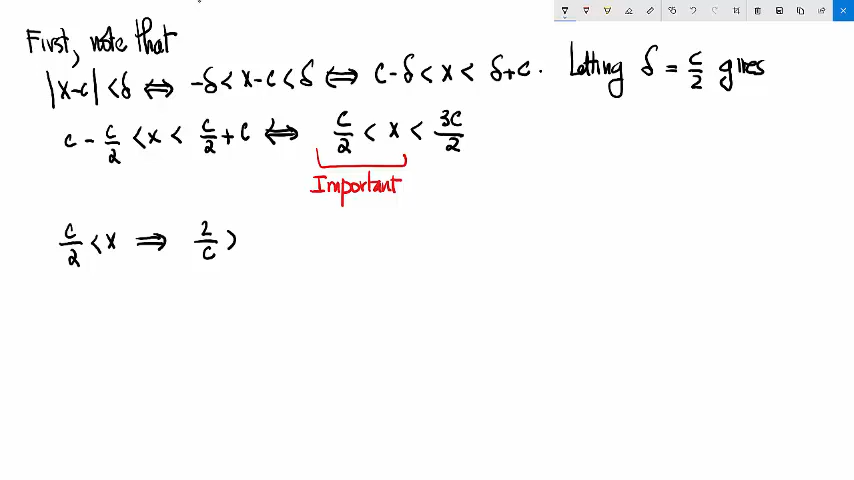 First, note that
|x-c| < δ ⟺ -δ < x-c < δ ⟺ c-δ < x < δ+c. Letting δ = c/2 gives
c - c/2 < x < c/2 + c ⟺ c/2 < x < 3c/2
Important
c/2 < x ⟹ 2/c >